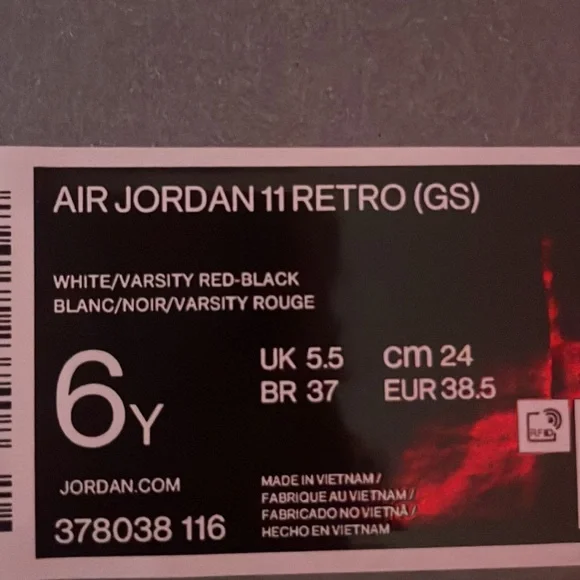 AIR JORDAN 11 RETRO (GS)
WHITE/VARSITY RED-BLACK
BLANC/NOIR/VARSITY ROUGE
6Y
UK 5.5 cm 24
BR 37 EUR 38.5
RFID
JORDAN.COM
378038 116
MADE IN VIETNAM /
FABRIQUE AU VIETNAM /
FABRICADO NO VIETNÃ /
HECHO EN VIETNAM